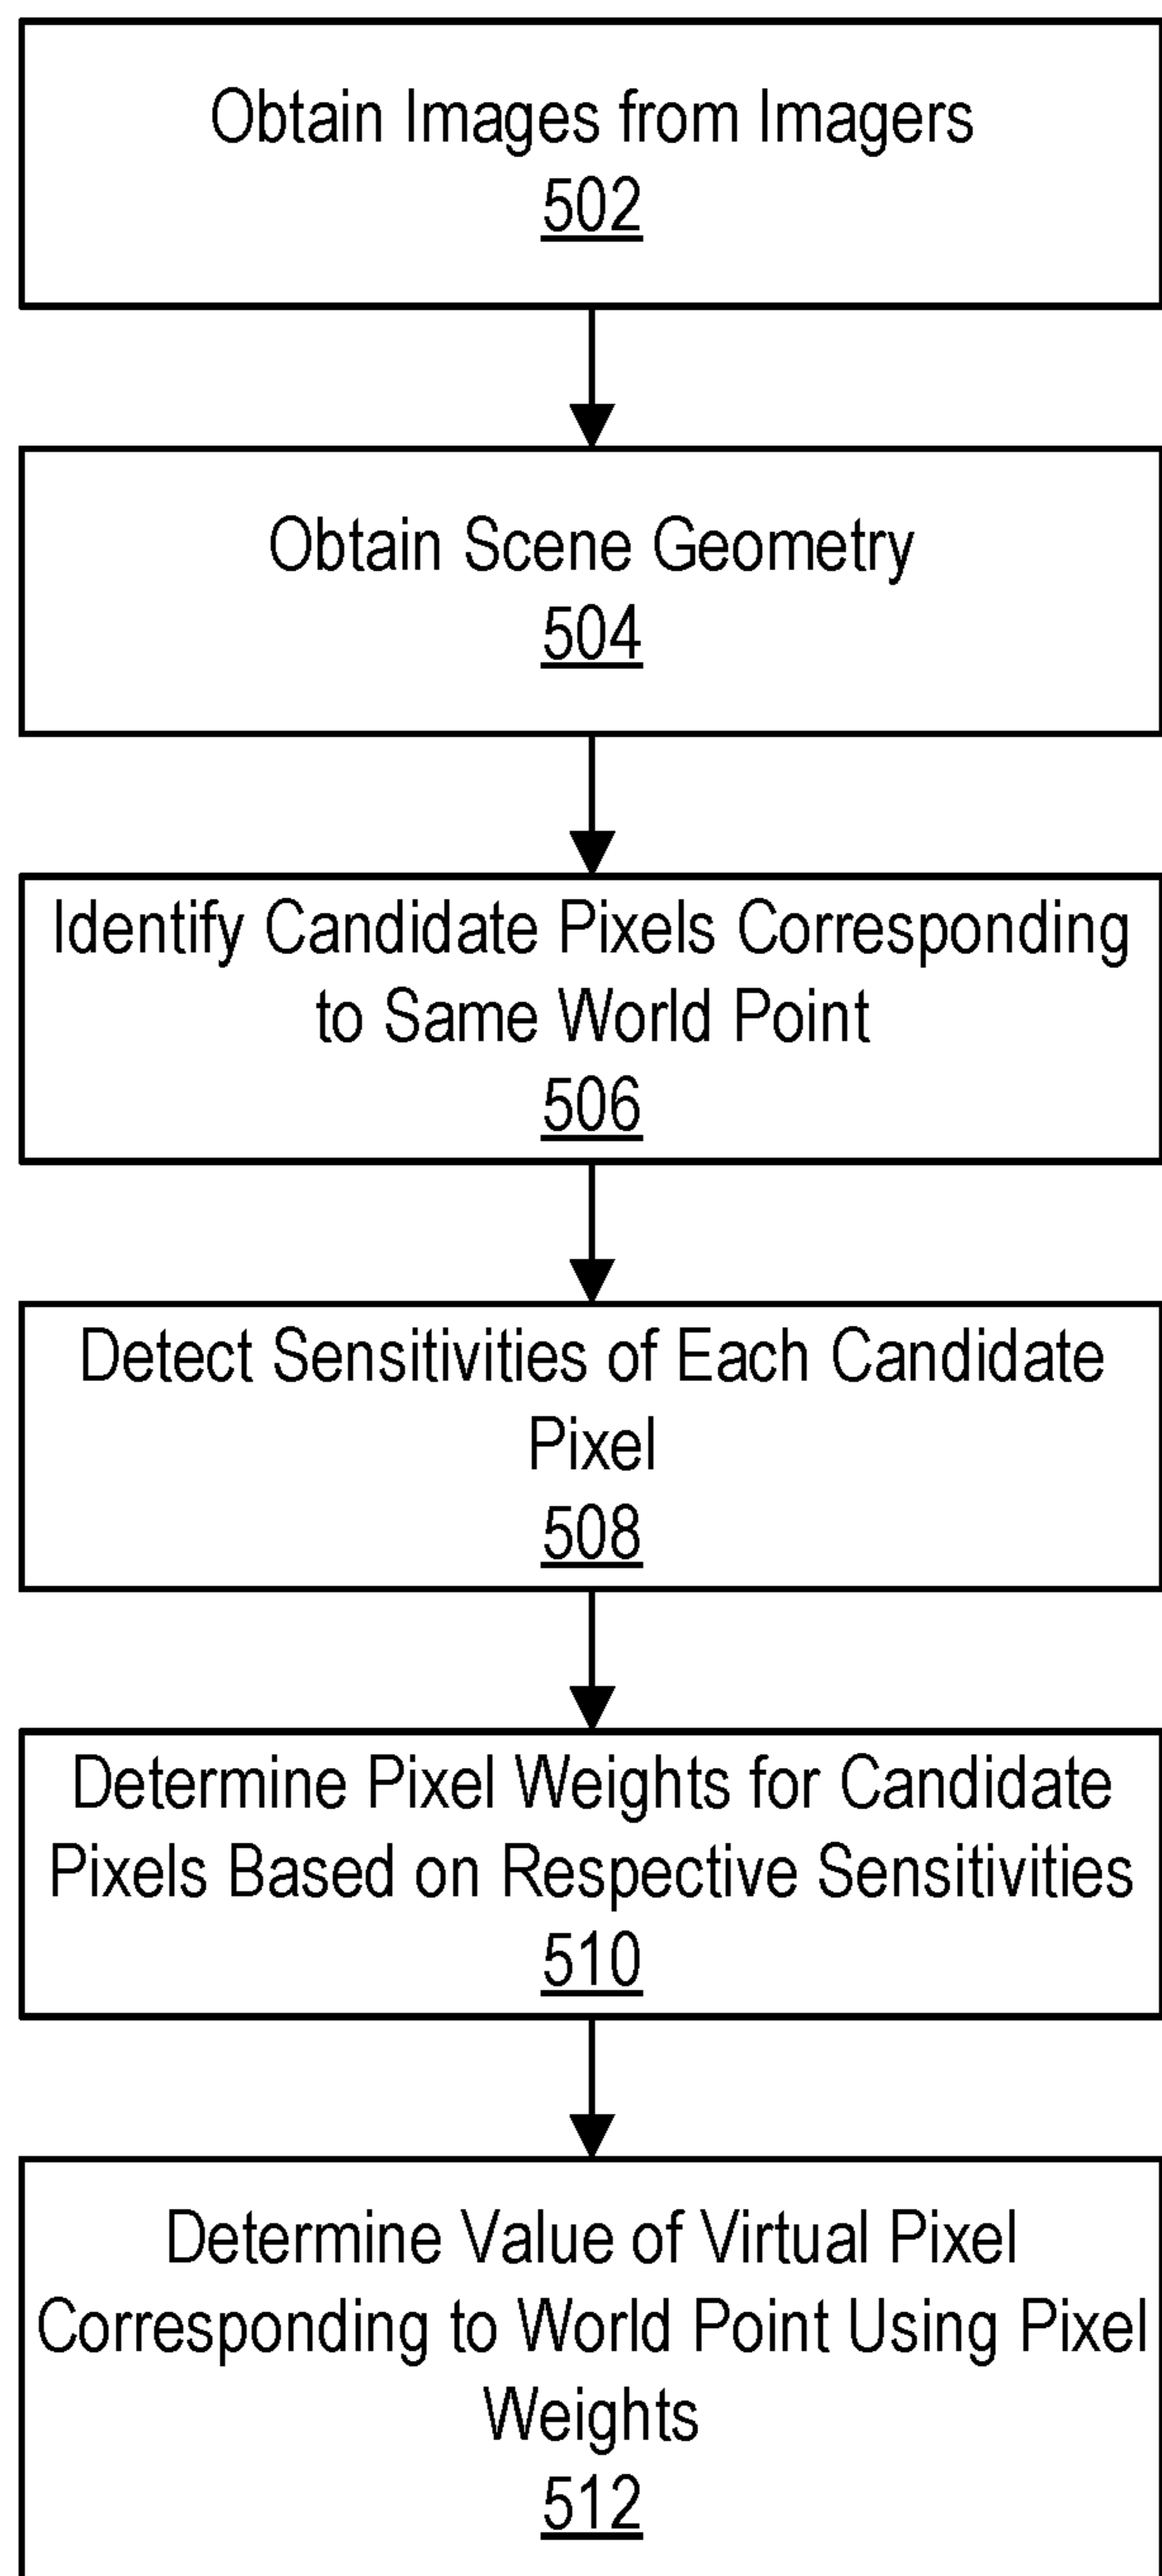 Obtain Images from Imagers
502
Obtain Scene Geometry
504
Identify Candidate Pixels Corresponding
to Same World Point
506
Detect Sensitivities of Each Candidate
Pixel
508
Determine Pixel Weights for Candidate
Pixels Based on Respective Sensitivities
510
Determine Value of Virtual Pixel
Corresponding to World Point Using Pixel
Weights
512